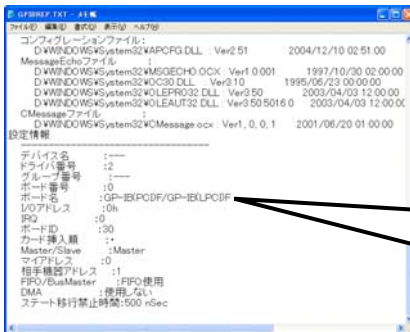 GPIBREP.TXT - メモ帳
ファイル(F) 編集(E) 書式(O) 表示(V) ヘルプ(H)
コンフィグレーションファイル:
D:¥WINDOWS¥System32¥APCFG.DLL : Ver2.51 2004/12/10 02:51:00
MessageEchoファイル :
D:¥WINDOWS¥System32¥MSGECHO.OCX : Ver1.0.001 1997/10/30 02:00:00
D:¥WINDOWS¥System32¥OC30.DLL : Ver3.10 1995/06/23 00:00:00
D:¥WINDOWS¥System32¥OLEPRO32.DLL : Ver3.50 2003/04/03 12:00:00
D:¥WINDOWS¥System32¥OLEAUT32.DLL : Ver3.50.5016.0 2003/04/03 12:00:00
CMessageファイル :
D:¥WINDOWS¥System32¥CMessage.ocx : Ver1, 0, 0, 1 2001/06/20 01:00:00
設定情報
------------------------------
デバイス名 :---
ドライバ番号 :2
グループ番号 :---
ボード番号 :0
ボード名 :GP-IB(PCI)F/GP-IB(LPCI)F
I/Oアドレス :0h
IRQ :0
ボードID :30
カード挿入順 :-
Master/Slave :Master
マイアドレス :0
相手機器アドレス :1
FIFO/BusMaster :FIFO使用
DMA :使用しない
ステート移行禁止時間:500 nSec